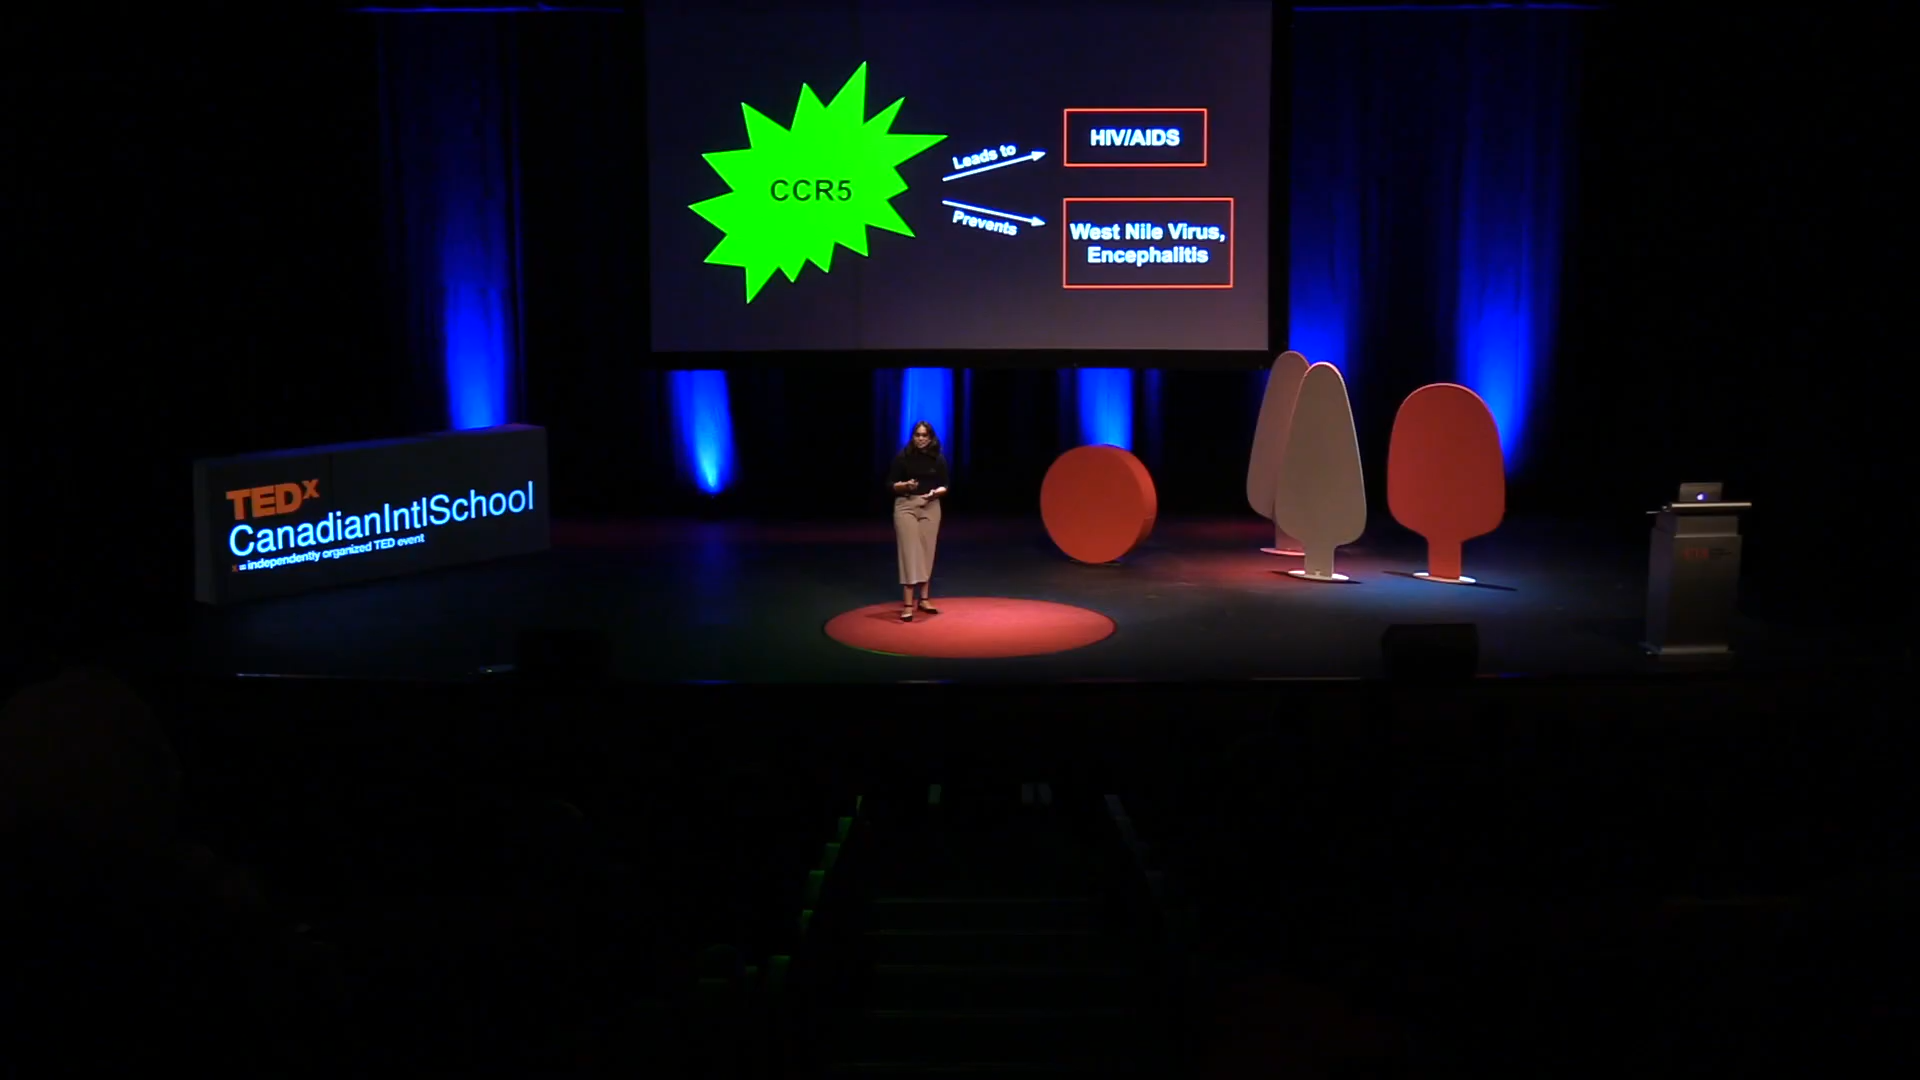 CCR5
Leads to
HIV/AIDS
Prevents
West Nile Virus,
Encephalitis
TEDx
CanadianIntlSchool
x = independently organized TED event